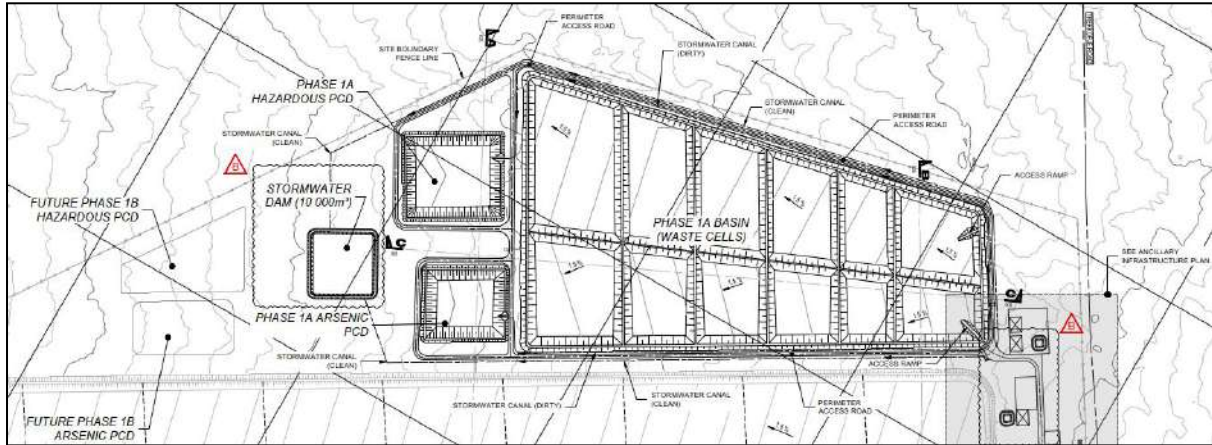 PERIMETER
ACCESS ROAD
SITE BOUNDARY
FENCE LINE
STORMWATER CANAL
(DIRTY)
PHASE 1A
HAZARDOUS PCD
STORMWATER CANAL
(CLEAN)
PERIMETER
ACCESS ROAD
STORMWATER CANAL
(CLEAN)
B
ACCESS RAMP
STORMWATER
DAM (10 000m³)
FUTURE PHASE 1B
HAZARDOUS PCD
PHASE 1A BASIN
(WASTE CELLS)
C
SEE ANCILLARY
INFRASTRUCTURE PLAN
PHASE 1A ARSENIC
PCD
C
B
STORMWATER CANAL
(CLEAN)
ACCESS RAMP
STORMWATER CANAL (DIRTY)
STORMWATER CANAL
(CLEAN)
PERIMETER
ACCESS ROAD
FUTURE PHASE 1B
ARSENIC PCD